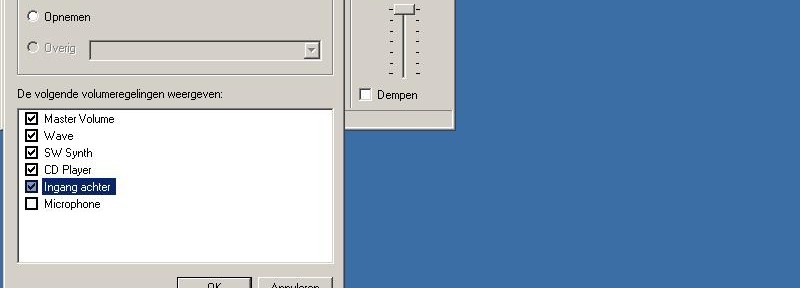 Opnemen
Overig
Dempen
De volgende volumeregelingen weergeven:
Master Volume
Wave
SW Synth
CD Player
Ingang achter
Microphone
OK
Annuleren